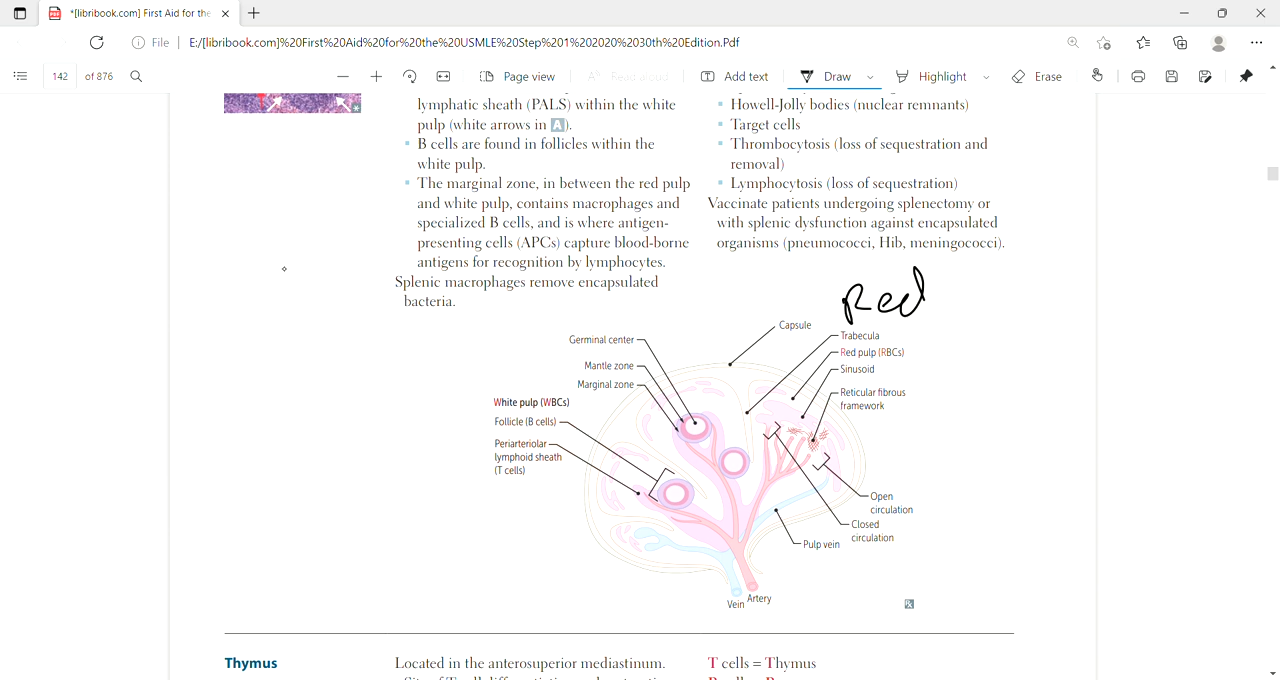 *[libribook.com] First Aid for the
File
E:/[libribook.com]%20First%20Aid%20for%20the%20USMLE%20Step%201%202020%2030th%20Edition.Pdf
142 of 876
Page view
Read aloud
Add text
Draw
Highlight
Erase
lymphatic sheath (PALS) within the white
pulp (white arrows in A).
B cells are found in follicles within the
white pulp.
The marginal zone, in between the red pulp
and white pulp, contains macrophages and
specialized B cells, and is where antigen-
presenting cells (APCs) capture blood-borne
antigens for recognition by lymphocytes.
Splenic macrophages remove encapsulated
bacteria.
Howell-Jolly bodies (nuclear remnants)
Target cells
Thrombocytosis (loss of sequestration and
removal)
Lymphocytosis (loss of sequestration)
Vaccinate patients undergoing splenectomy or
with splenic dysfunction against encapsulated
organisms (pneumococci, Hib, meningococci).
Red
Capsule
Germinal center
Mantle zone
Marginal zone
White pulp (WBCs)
Follicle (B cells)
Periarteriolar
lymphoid sheath
(T cells)
Trabecula
Red pulp (RBCs)
Sinusoid
Reticular fibrous
framework
Open
circulation
Closed
circulation
Pulp vein
Vein
Artery
Thymus
Located in the anterosuperior mediastinum.
T cells = Thymus